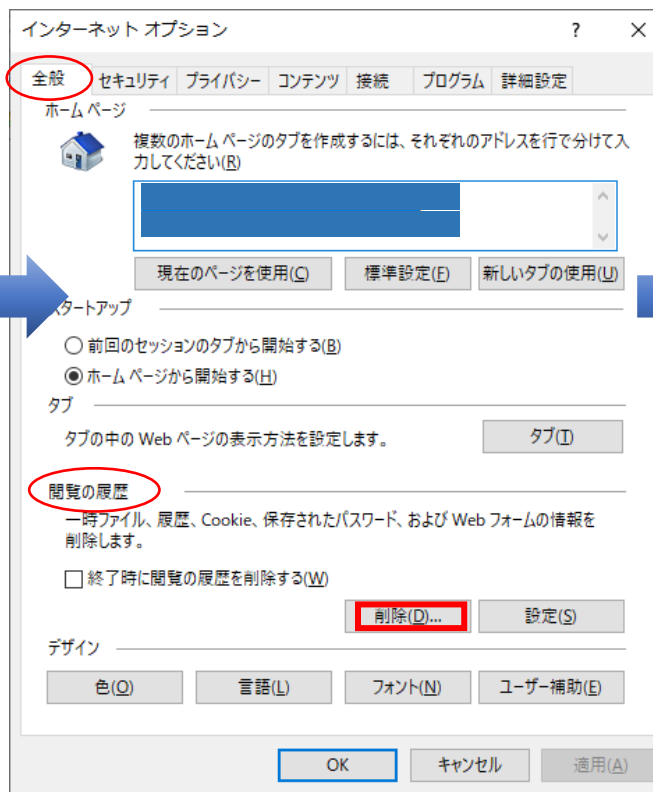 インターネット オプション ? ×
全般 セキュリティ プライバシー コンテンツ 接続 プログラム 詳細設定
ホーム ページ
複数のホーム ページのタブを作成するには、それぞれのアドレスを行で分けて入
力してください(R)
現在のページを使用(C) 標準設定(F) 新しいタブの使用(U)
スタートアップ
前回のセッションのタブから開始する(B)
ホーム ページから開始する(H)
タブ
タブの中の Web ページの表示方法を設定します。 タブ(T)
閲覧の履歴
一時ファイル、履歴、Cookie、保存されたパスワード、および Web フォームの情報を
削除します。
終了時に閲覧の履歴を削除する(W)
削除(D)... 設定(S)
デザイン
色(O) 言語(L) フォント(N) ユーザー補助(E)
OK キャンセル 適用(A)